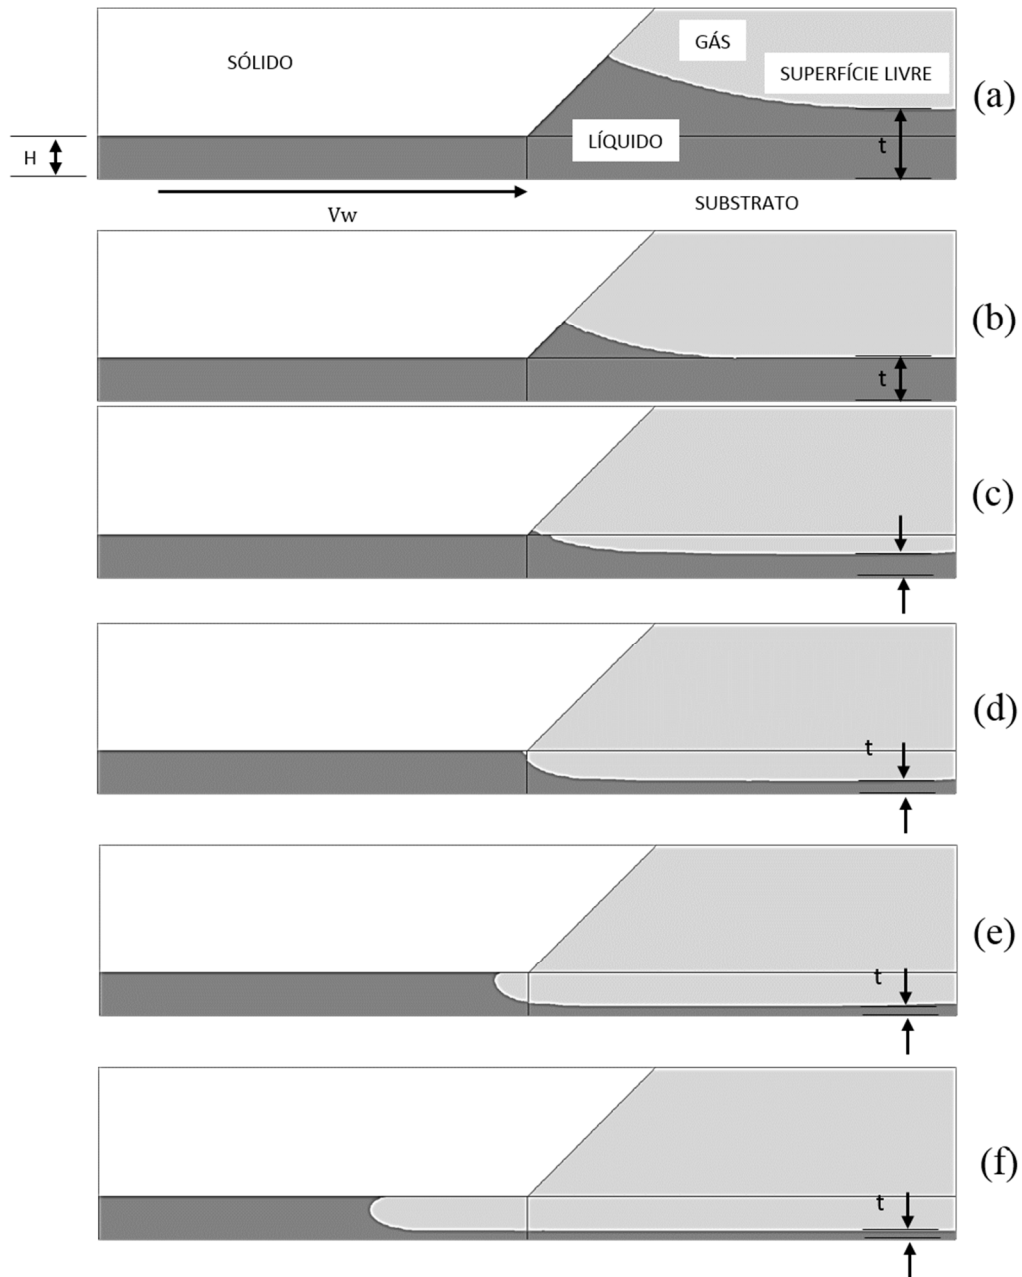 GÁS
SÓLIDO
SUPERFÍCIE LIVRE
(a)
LÍQUIDO
t
H
Vw
SUBSTRATO
(b)
t
(c)
(d)
t
(e)
t
(f)
t